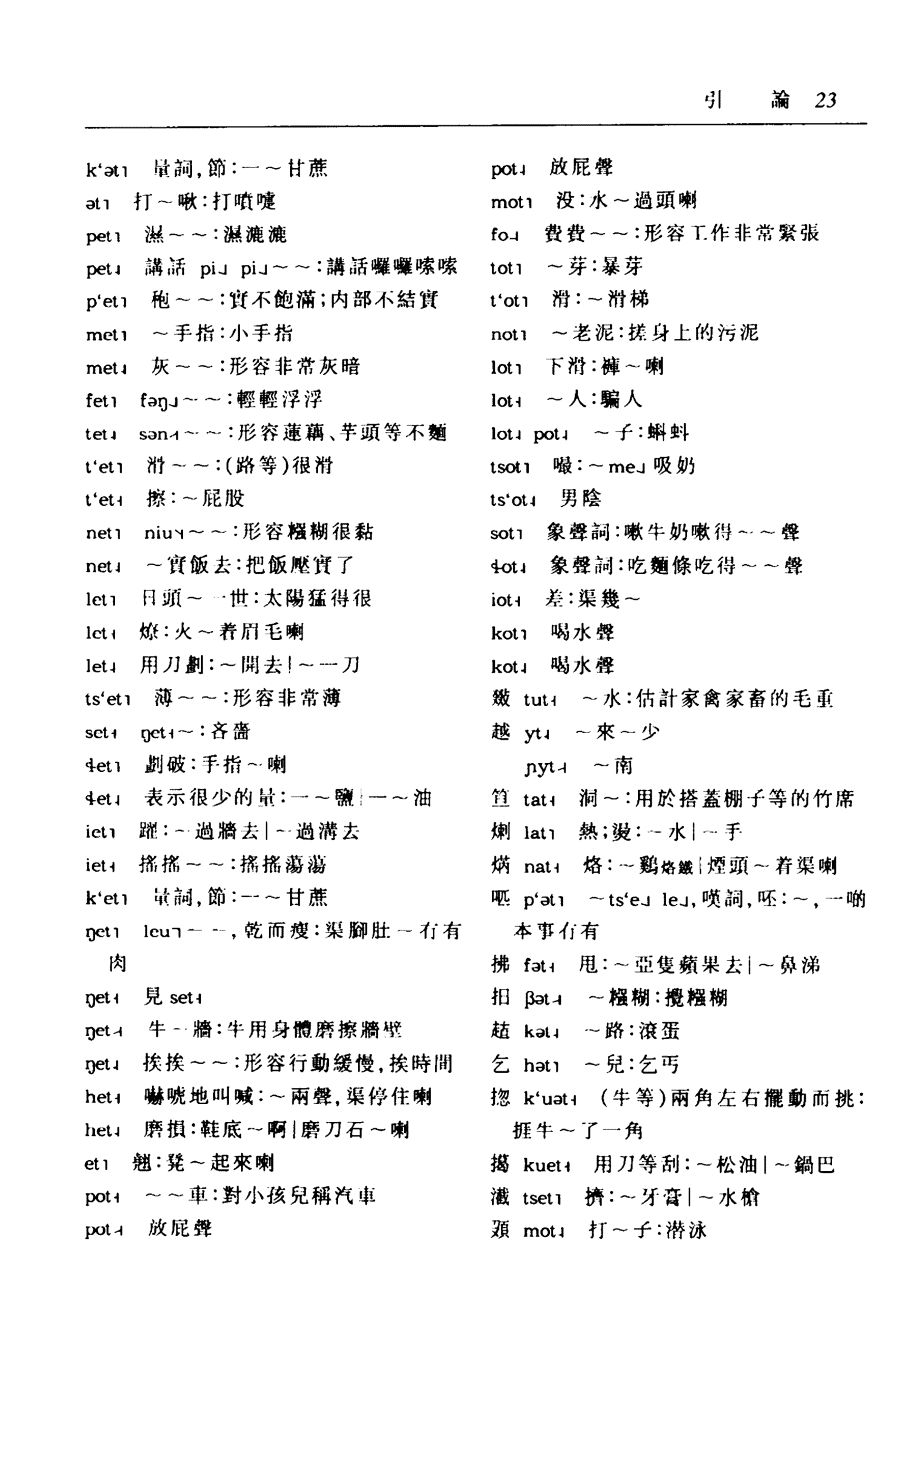 引　論 23
k‘ət˥ 量詞,節:一～甘蔗
ət˥ 打～啾:打噴嚏
pet˥ 濕～～:濕漉漉
pet˩ 講話 pi˩ pi˩～～:講話囉囉嗦嗦
p‘et˥ �孢～～:實不飽滿;内部不結實
met˥ ～手指:小手指
met˩ 灰～～:形容非常灰暗
fet˥ fəŋ˩～～:輕輕浮浮
tet˩ sən˧～～:形容蓮藕、芋頭等不麵
t‘et˥ 滑～～:(路等)很滑
t‘et˧ 擦:～屁股
net˥ niu～～:形容糨糊很黏
net˩ ～實飯去:把飯壓實了
let˥ 日頭～一世:太陽猛得很
let˧ 燎:火～着眉毛喇
let˩ 用刀劃:～開去|～一刀
ts‘et˥ 薄～～:形容非常薄
set˧ ŋet˧～:吝嗇
ɬet˥ 劃破:手指～喇
ɬet˩ 表示很少的量:一～鹽|一～油
iet˥ 躍:～過牆去|～過溝去
iet˧ 搖搖～～:搖搖蕩蕩
k‘et˥ 量詞,節:一～甘蔗
ŋet˥ leu˥～～,乾而瘦:渠腳肚～冇有
肉
ŋet˧ 見 set˧
ŋet˨ 牛～牆:牛用身體磨擦牆壁
ŋet˩ 挨挨～～:形容行動緩慢,挨時間
het˧ 嚇唬地叫喊:～兩聲,渠停住喇
het˩ 磨損:鞋底～啊|磨刀石～喇
et˥ 翹:凳～起來喇
pot˧ ～～車:對小孩兒稱汽車
pot˨ 放屁聲
pot˩ 放屁聲
mot˥ 没:水～過頭喇
fo˩ 費費～～:形容工作非常緊張
tot˥ ～芽:暴芽
t‘ot˥ 滑:～滑梯
not˥ ～老泥:搓身上的污泥
lot˥ 下滑:褲～喇
lot˧ ～人:騙人
lot˩ pot˩ ～子:蝌蚪
tsot˥ 嘬:～me˩吸奶
ts‘ot˩ 男陰
sot˥ 象聲詞:嗽牛奶嗽得～～聲
ɬot˩ 象聲詞:吃麵條吃得～～聲
iot˧ 差:渠幾～
kot˥ 喝水聲
kot˩ 喝水聲
敪 tut˧ ～水:估計家禽家畜的毛重
越 yt˩ ～來～少
ɲyt˨ ～南
笪 tat˧ 洞～:用於搭蓋棚子等的竹席
煭 lat˥ 熱;燙:～水|～手
焫 nat˧ 烙:～鷄烙鐵|煙頭～着渠喇
 p‘ət˥ ～ts‘e˩ le˩,嘆詞,呸:～,一啲
本事冇有
拂 fət˧ 甩:～亞隻蘋果去|～鼻涕
抇 βət˨ ～糨糊:攪糨糊
趌 kət˩ ～路:滾蛋
乞 hət˥ ～兒:乞丐
揔 k‘uət˧ (牛等)兩角左右擺動而挑:
捱牛～了一角
 kuet˧ 用刀等刮:～松油|～鍋巴
 tset˥ 擠:～牙膏|～水槍
頞 mot˩ 打～子:潛泳